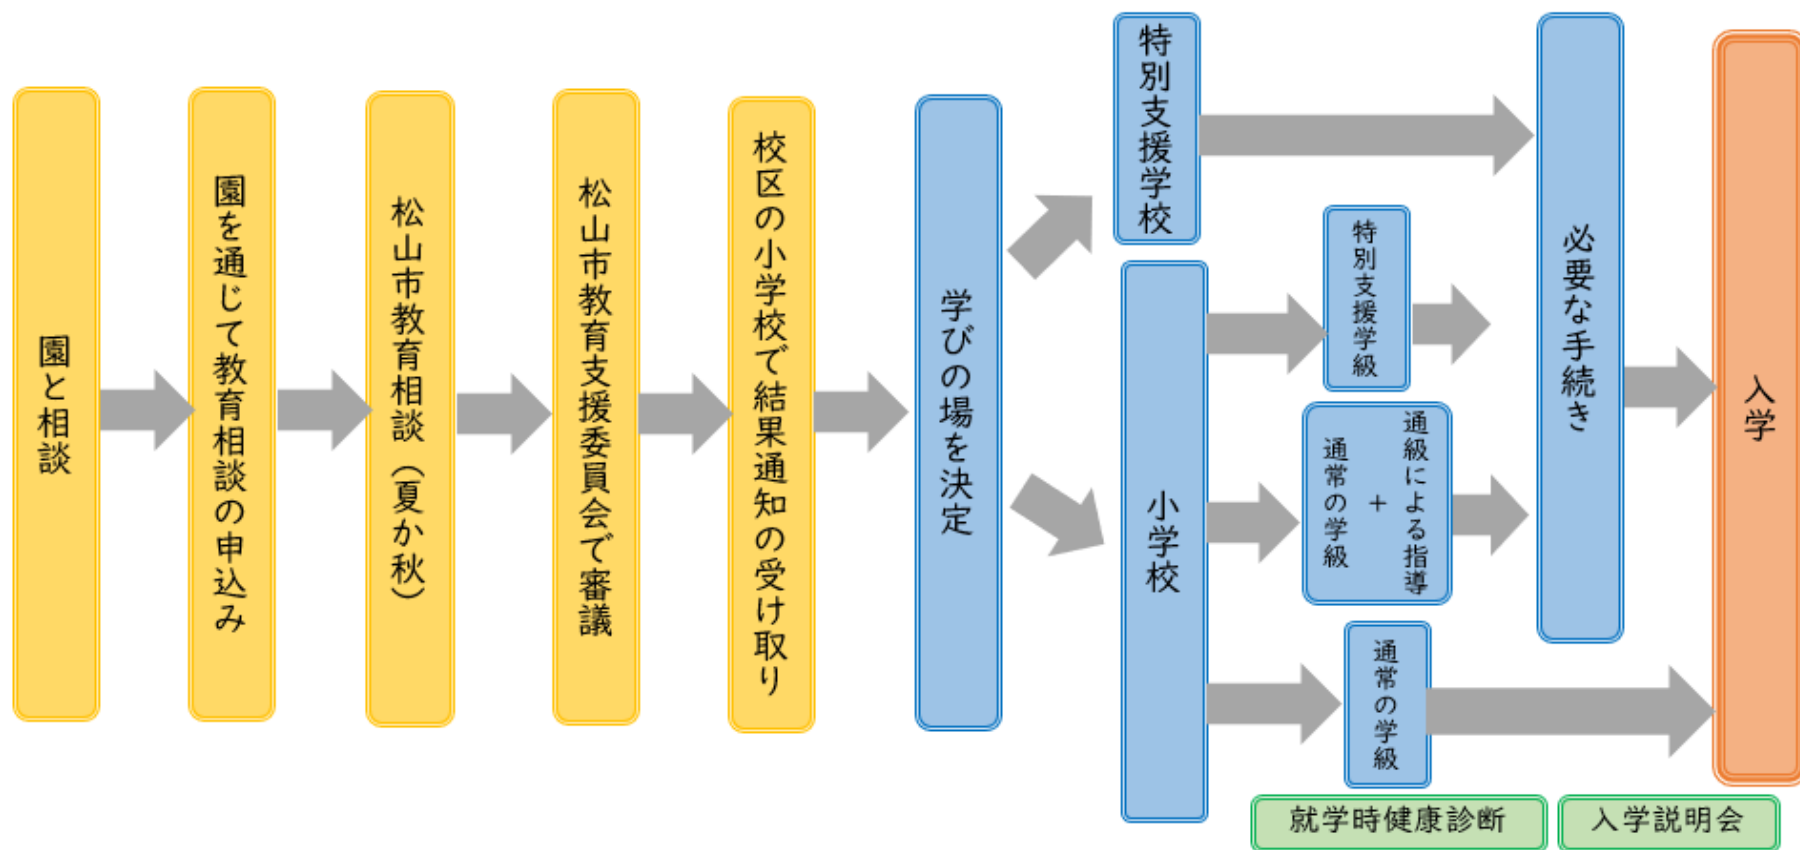 園と相談
園を通じて教育相談の申込み
松山市教育相談（夏か秋）
松山市教育支援委員会で審議
校区の小学校で結果通知の受け取り
学びの場を決定
特別支援学校
小学校
特別支援学級
通級による指導
+
通常の学級
通常の学級
必要な手続き
入学
就学時健康診断
入学説明会